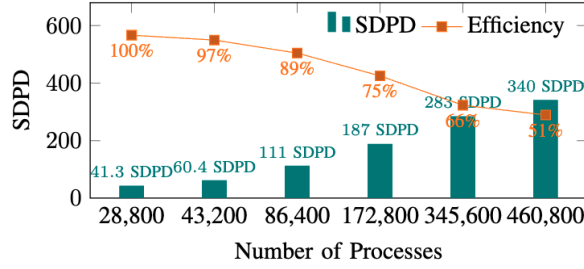 SDPD Efficiency
600
400
200
0
SDPD
100%
97%
89%
75%
66%
51%
41.3 SDPD
60.4 SDPD
111 SDPD
187 SDPD
283 SDPD
340 SDPD
28,800 43,200 86,400 172,800 345,600 460,800
Number of Processes